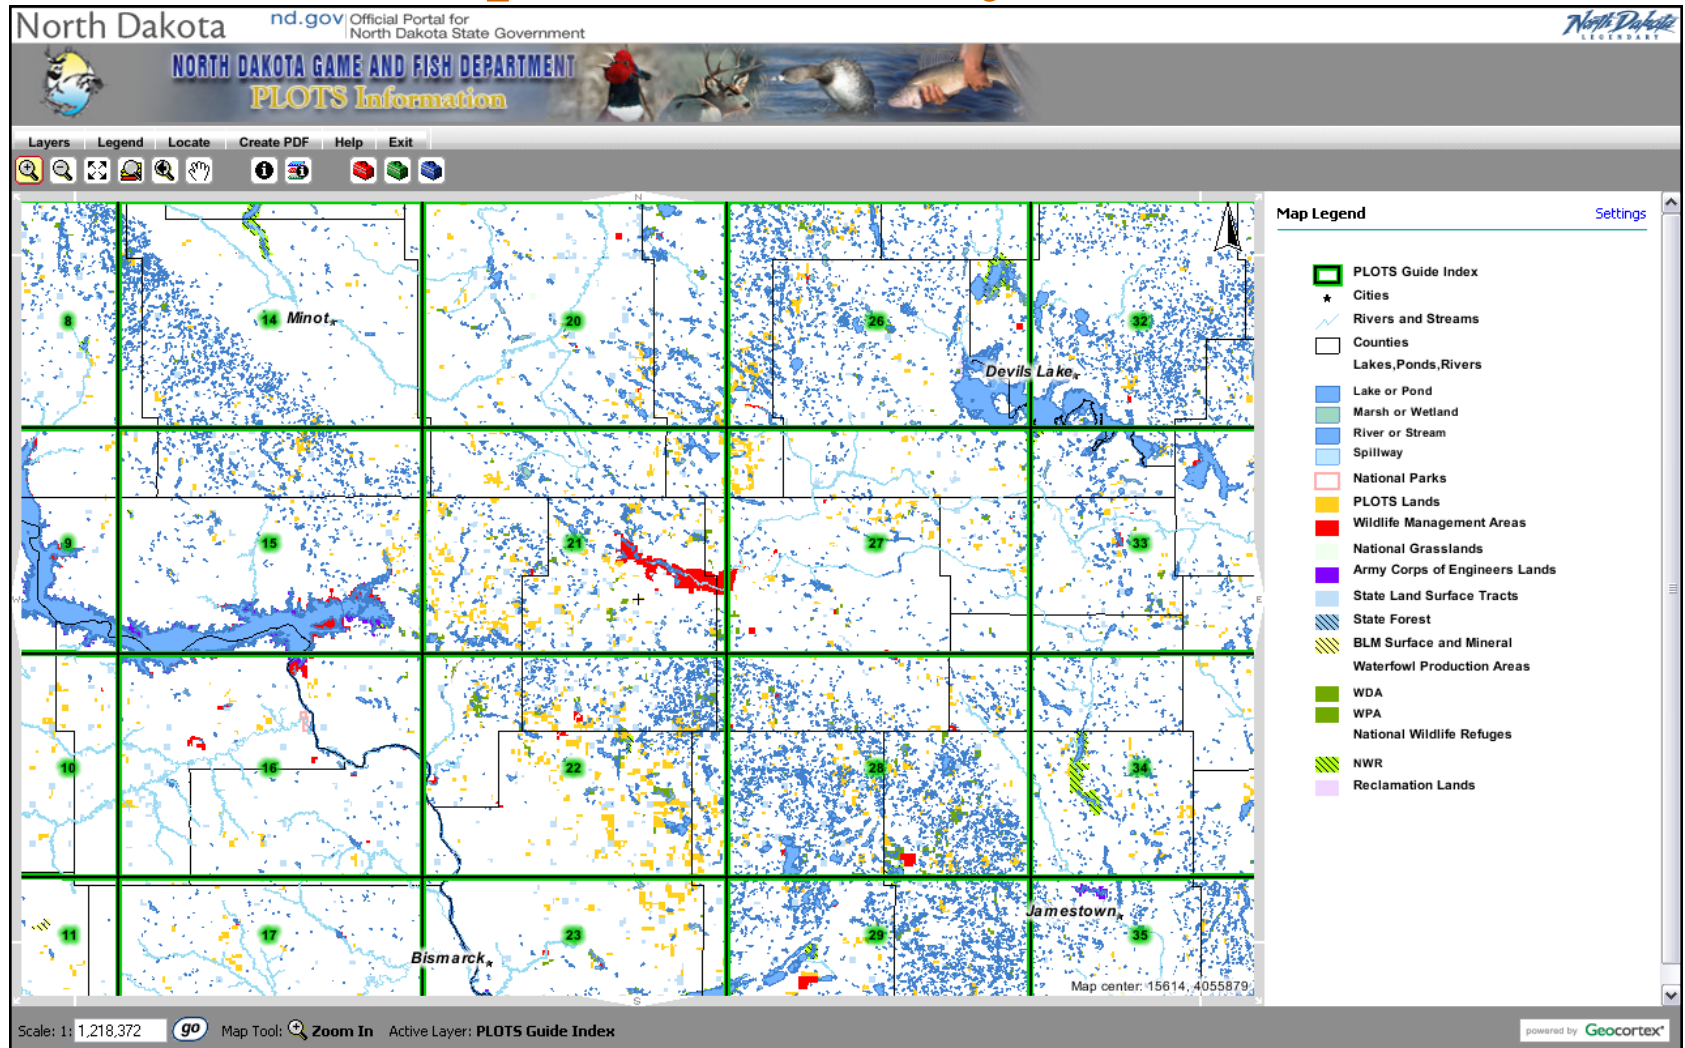 North Dakota
nd.gov Official Portal for
North Dakota State Government
North Dakota
LEGENDARY
NORTH DAKOTA GAME AND FISH DEPARTMENT
PLOTS Information
Layers Legend Locate Create PDF Help Exit
N
Map Legend Settings
PLOTS Guide Index
Cities
Rivers and Streams
Counties
Lakes,Ponds,Rivers
Lake or Pond
Marsh or Wetland
River or Stream
Spillway
National Parks
PLOTS Lands
Wildlife Management Areas
National Grasslands
Army Corps of Engineers Lands
State Land Surface Tracts
State Forest
BLM Surface and Mineral
Waterfowl Production Areas
WDA
WPA
National Wildlife Refuges
NWR
Reclamation Lands
8 14 Minot 20 26 32
Devils Lake
9 15 21 27 33
W E
10 16 22 28 34
Jamestown
11 17 23 29 35
Bismarck
Map center: 15614, 4055879
S
Scale: 1: 1,218,372 go Map Tool: Zoom In Active Layer: PLOTS Guide Index
powered by Geocortex